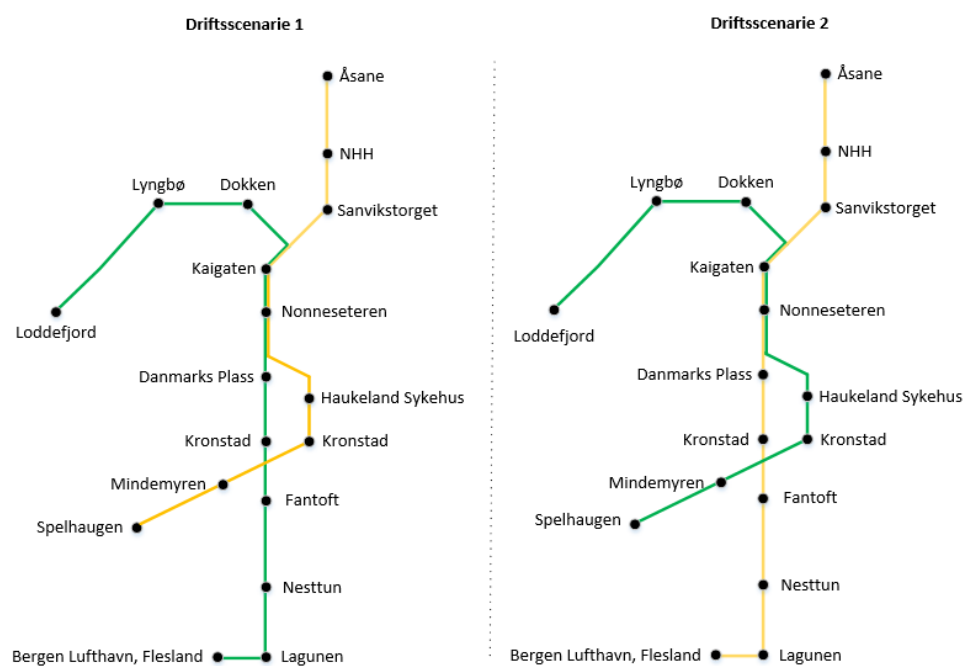 Driftsscenarie 1
Åsane
NHH
Lyngbø
Dokken
Sanvikstorget
Kaigaten
Loddefjord
Nonneseteren
Danmarks Plass
Haukeland Sykehus
Kronstad
Kronstad
Mindemyren
Fantoft
Spelhaugen
Nesttun
Bergen Lufthavn, Flesland
Lagunen
Driftsscenarie 2
Åsane
NHH
Lyngbø
Dokken
Sanvikstorget
Kaigaten
Nonneseteren
Loddefjord
Danmarks Plass
Haukeland Sykehus
Kronstad
Kronstad
Mindemyren
Fantoft
Spelhaugen
Nesttun
Bergen Lufthavn, Flesland
Lagunen